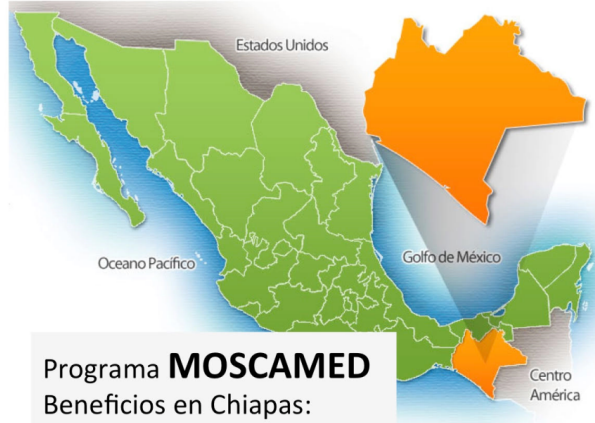 Estados Unidos
Oceano Pacífico
Golfo de México
Centro
América
Programa MOSCAMED
Beneficios en Chiapas: